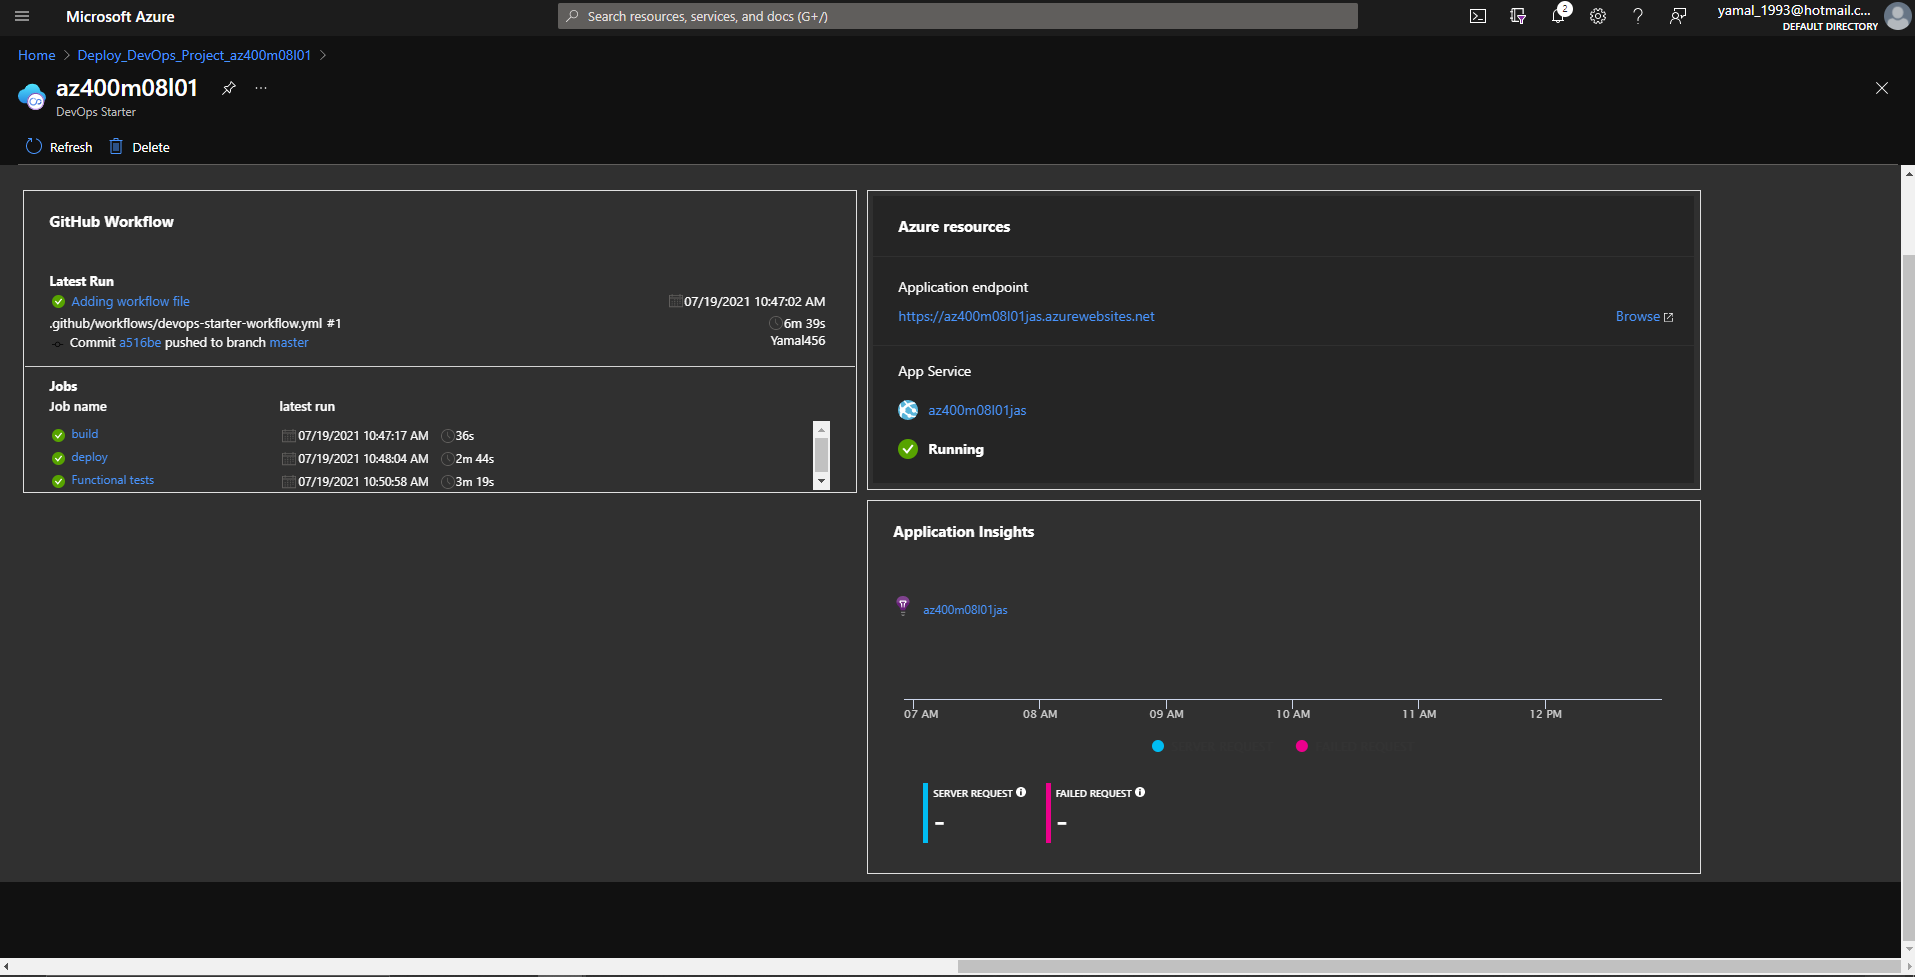 Microsoft Azure
Search resources, services, and docs (G+/)
2
yamal_1993@hotmail.c...
DEFAULT DIRECTORY
Home > Deploy_DevOps_Project_az400m08l01 >
az400m08l01
...
DevOps Starter
Refresh
Delete
GitHub Workflow
Latest Run
Adding workflow file
07/19/2021 10:47:02 AM
.github/workflows/devops-starter-workflow.yml #1
6m 39s
Commit a516be pushed to branch master
Yamal456
Jobs
Job name
latest run
build
07/19/2021 10:47:17 AM
36s
deploy
07/19/2021 10:48:04 AM
2m 44s
Functional tests
07/19/2021 10:50:58 AM
3m 19s
Azure resources
Application endpoint
https://az400m08l01jas.azurewebsites.net
Browse
App Service
az400m08l01jas
Running
Application Insights
az400m08l01jas
07 AM
08 AM
09 AM
10 AM
11 AM
12 PM
SERVER REQUEST
FAILED REQUEST
--
--